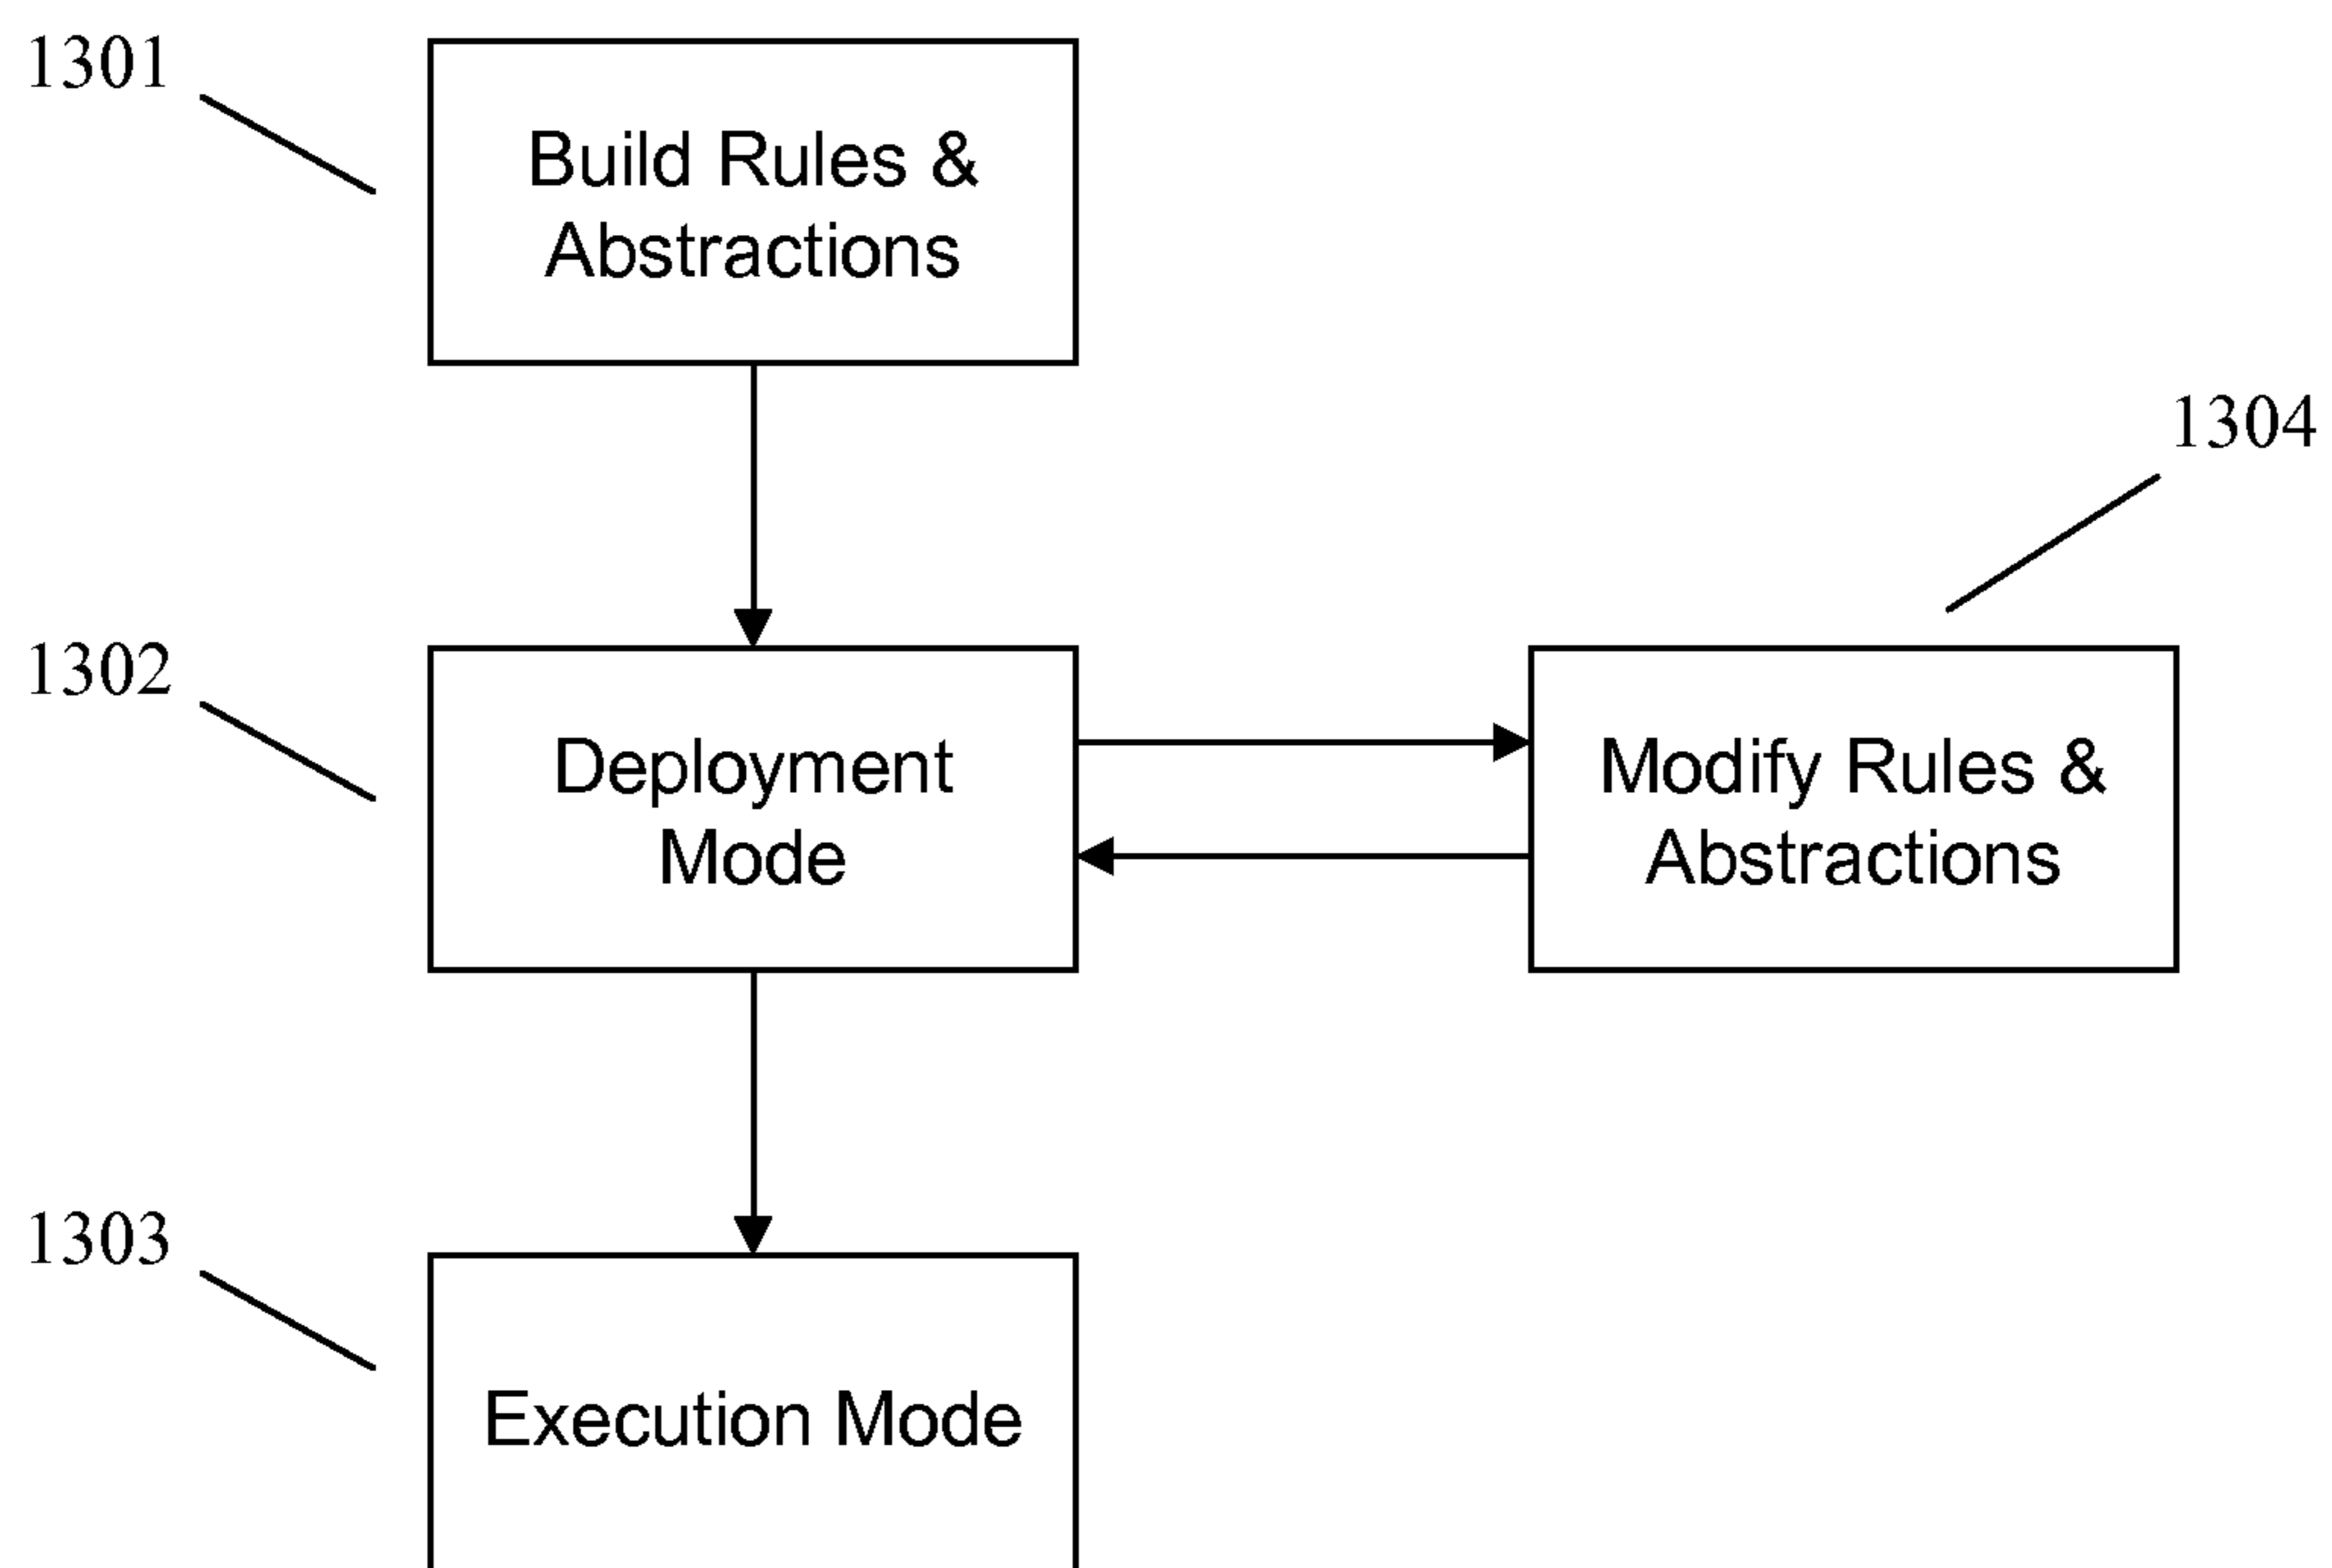 1301
Build Rules &
Abstractions
1304
1302
Deployment
Mode
Modify Rules &
Abstractions
1303
Execution Mode